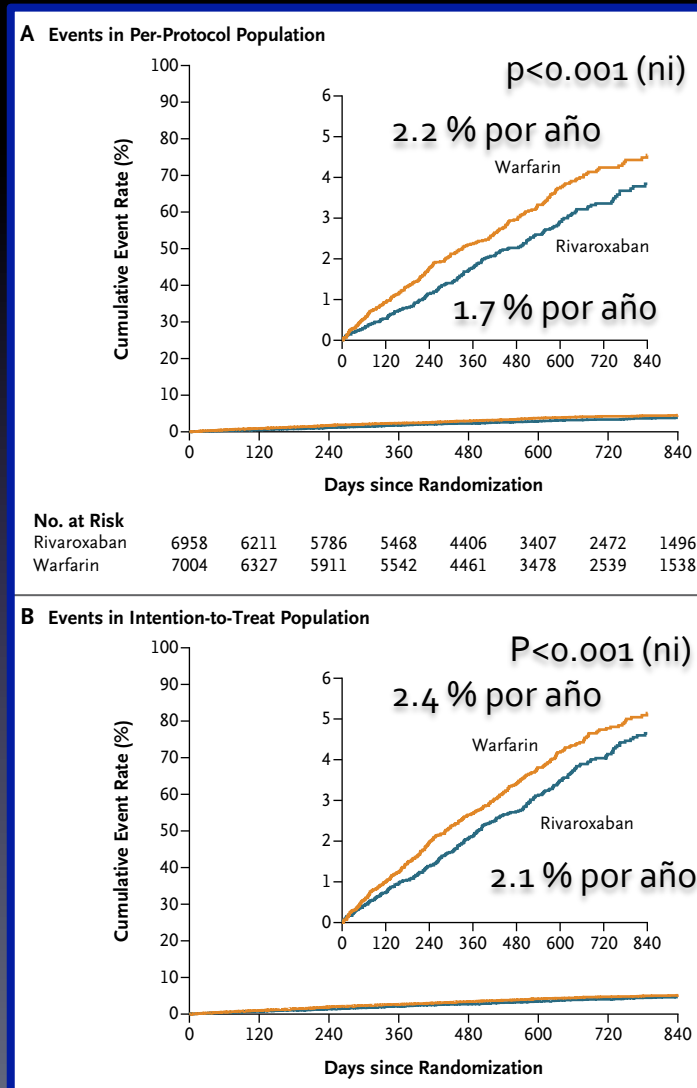 A Events in Per-Protocol Population
p<0.001 (ni)
100
90
80
70
60
50
40
30
20
10
0
Cumulative Event Rate (%)
6
5
4
3
2
1
0
2.2 % por año
Warfarin
Rivaroxaban
1.7 % por año
0 120 240 360 480 600 720 840
0 120 240 360 480 600 720 840
Days since Randomization
No. at Risk
Rivaroxaban 6958 6211 5786 5468 4406 3407 2472 1496
Warfarin 7004 6327 5911 5542 4461 3478 2539 1538
B Events in Intention-to-Treat Population
P<0.001 (ni)
100
90
80
70
60
50
40
30
20
10
0
Cumulative Event Rate (%)
6
5
4
3
2
1
0
2.4 % por año
Warfarin
Rivaroxaban
2.1 % por año
0 120 240 360 480 600 720 840
0 120 240 360 480 600 720 840
Days since Randomization